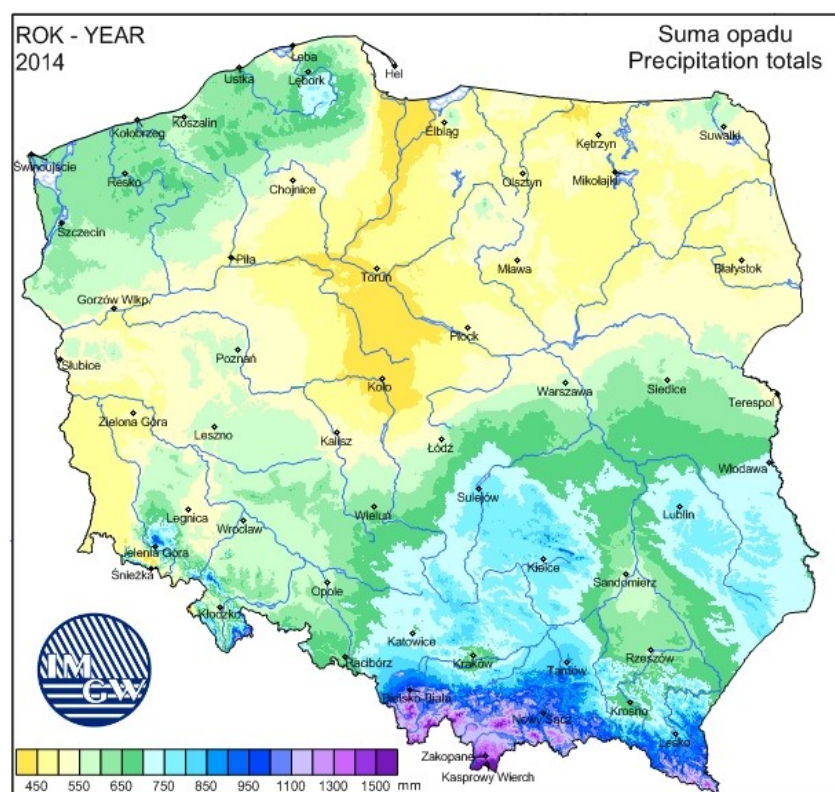 ROK - YEAR
2014
Suma opadu
Precipitation totals
Łeba
Hel
Ustka
Lębork
Koszalin
Kołobrzeg
Elbląg
Kętrzyn
Suwałki
Świnoujście
Resko
Chojnice
Olsztyn
Mikołajki
Szczecin
Piła
Toruń
Mława
Białystok
Gorzów Wlkp.
Płock
Słubice
Poznań
Koło
Warszawa
Siedlce
Terespol
Zielona Góra
Leszno
Kalisz
Łódź
Włodawa
Sulejów
Legnica
Wrocław
Wieluń
Lublin
Jelenia Góra
Kielce
Śnieżka
Opole
Sandomierz
Kłodzko
Katowice
Racibórz
Kraków
Tarnów
Rzeszów
IM
GW
Bielsko-Biała
Nowy Sącz
Krosno
Lesko
Zakopane
Kasprowy Wierch
450 550 650 750 850 950 1100 1300 1500 mm